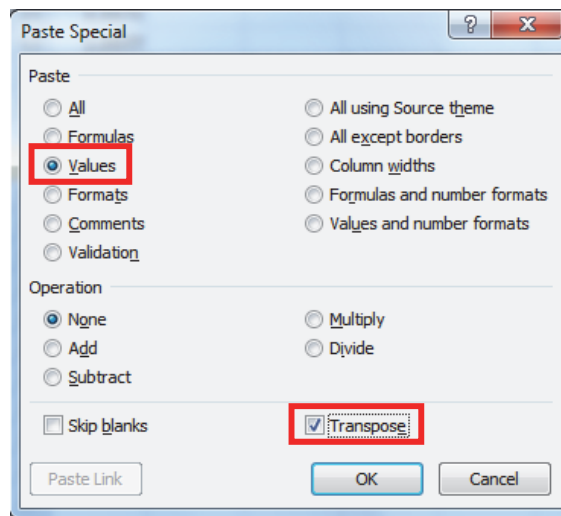 Paste Special
?
X
Paste
All
All using Source theme
Formulas
All except borders
Values
Column widths
Formats
Formulas and number formats
Comments
Values and number formats
Validation
Operation
None
Multiply
Add
Divide
Subtract
Skip blanks
Transpose
Paste Link
OK
Cancel